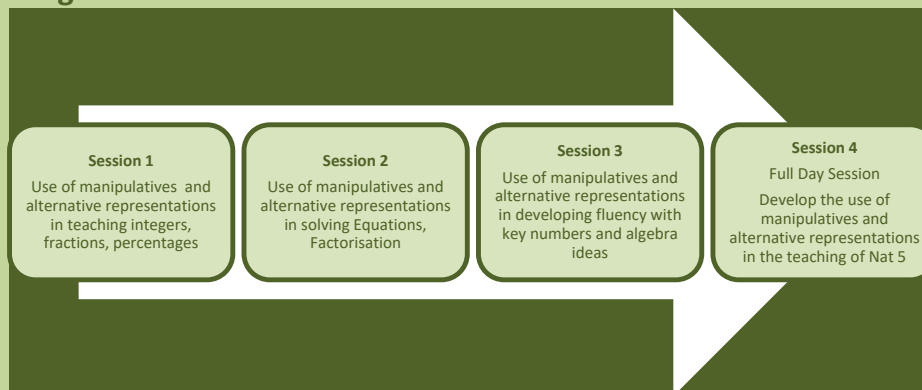 Session 1
Use of manipulatives and
alternative representations
in teaching integers,
fractions, percentages
Session 2
Use of manipulatives and
alternative representations
in solving Equations,
Factorisation
Session 3
Use of manipulatives and
alternative representations
in developing fluency with
key numbers and algebra
ideas
Session 4
Full Day Session
Develop the use of
manipulatives and
alternative representations
in the teaching of Nat 5